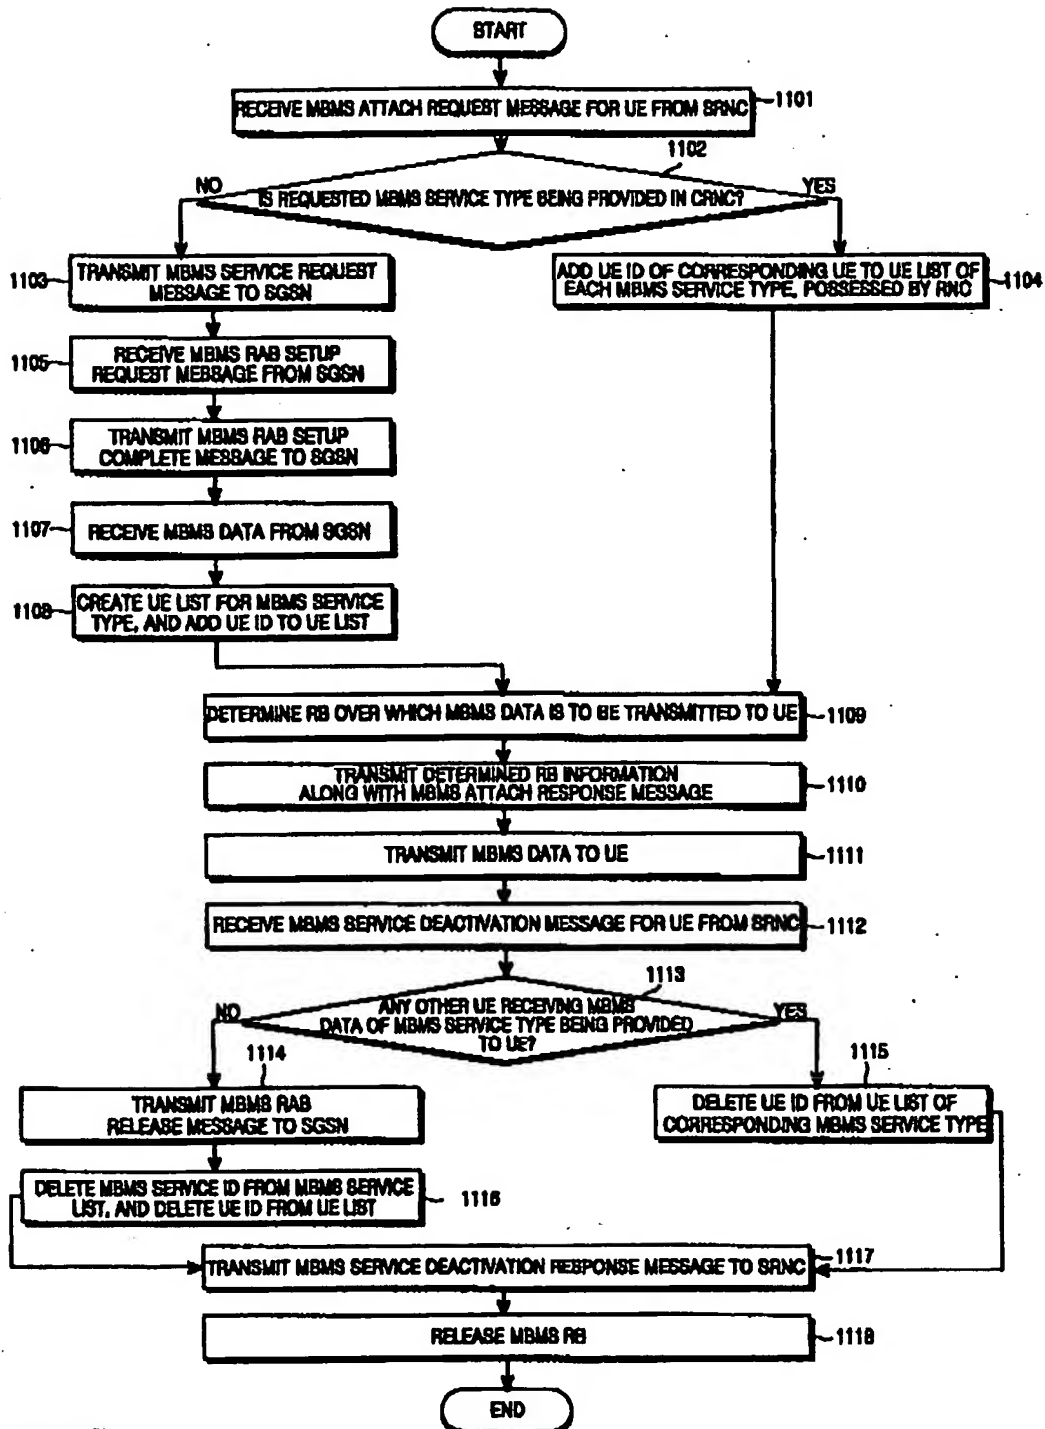 START
RECEIVE MBMS ATTACH REQUEST MESSAGE FOR UE FROM SRNC
1101
1102
NO
IS REQUESTED MBMS SERVICE TYPE BEING PROVIDED IN CRNC?
YES
1103
TRANSMIT MBMS SERVICE REQUEST
MESSAGE TO SGSN
ADD UE ID OF CORRESPONDING UE TO UE LIST OF
EACH MBMS SERVICE TYPE, POSSESSED BY RNC
1104
1105
RECEIVE MBMS RAB SETUP
REQUEST MESSAGE FROM SGSN
1106
TRANSMIT MBMS RAB SETUP
COMPLETE MESSAGE TO SGSN
1107
RECEIVE MBMS DATA FROM SGSN
1108
CREATE UE LIST FOR MBMS SERVICE
TYPE, AND ADD UE ID TO UE LIST
DETERMINE RB OVER WHICH MBMS DATA IS TO BE TRANSMITTED TO UE
1109
TRANSMIT DETERMINED RB INFORMATION
ALONG WITH MBMS ATTACH RESPONSE MESSAGE
1110
TRANSMIT MBMS DATA TO UE
1111
RECEIVE MBMS SERVICE DEACTIVATION MESSAGE FOR UE FROM SRNC
1112
1113
NO
ANY OTHER UE RECEIVING MBMS
DATA OF MBMS SERVICE TYPE BEING PROVIDED
TO UE?
YES
1114
1115
TRANSMIT MBMS RAB
RELEASE MESSAGE TO SGSN
DELETE UE ID FROM UE LIST OF
CORRESPONDING MBMS SERVICE TYPE
DELETE MBMS SERVICE ID FROM MBMS SERVICE
LIST, AND DELETE UE ID FROM UE LIST
1116
TRANSMIT MBMS SERVICE DEACTIVATION RESPONSE MESSAGE TO SRNC
1117
RELEASE MBMS RB
1118
END